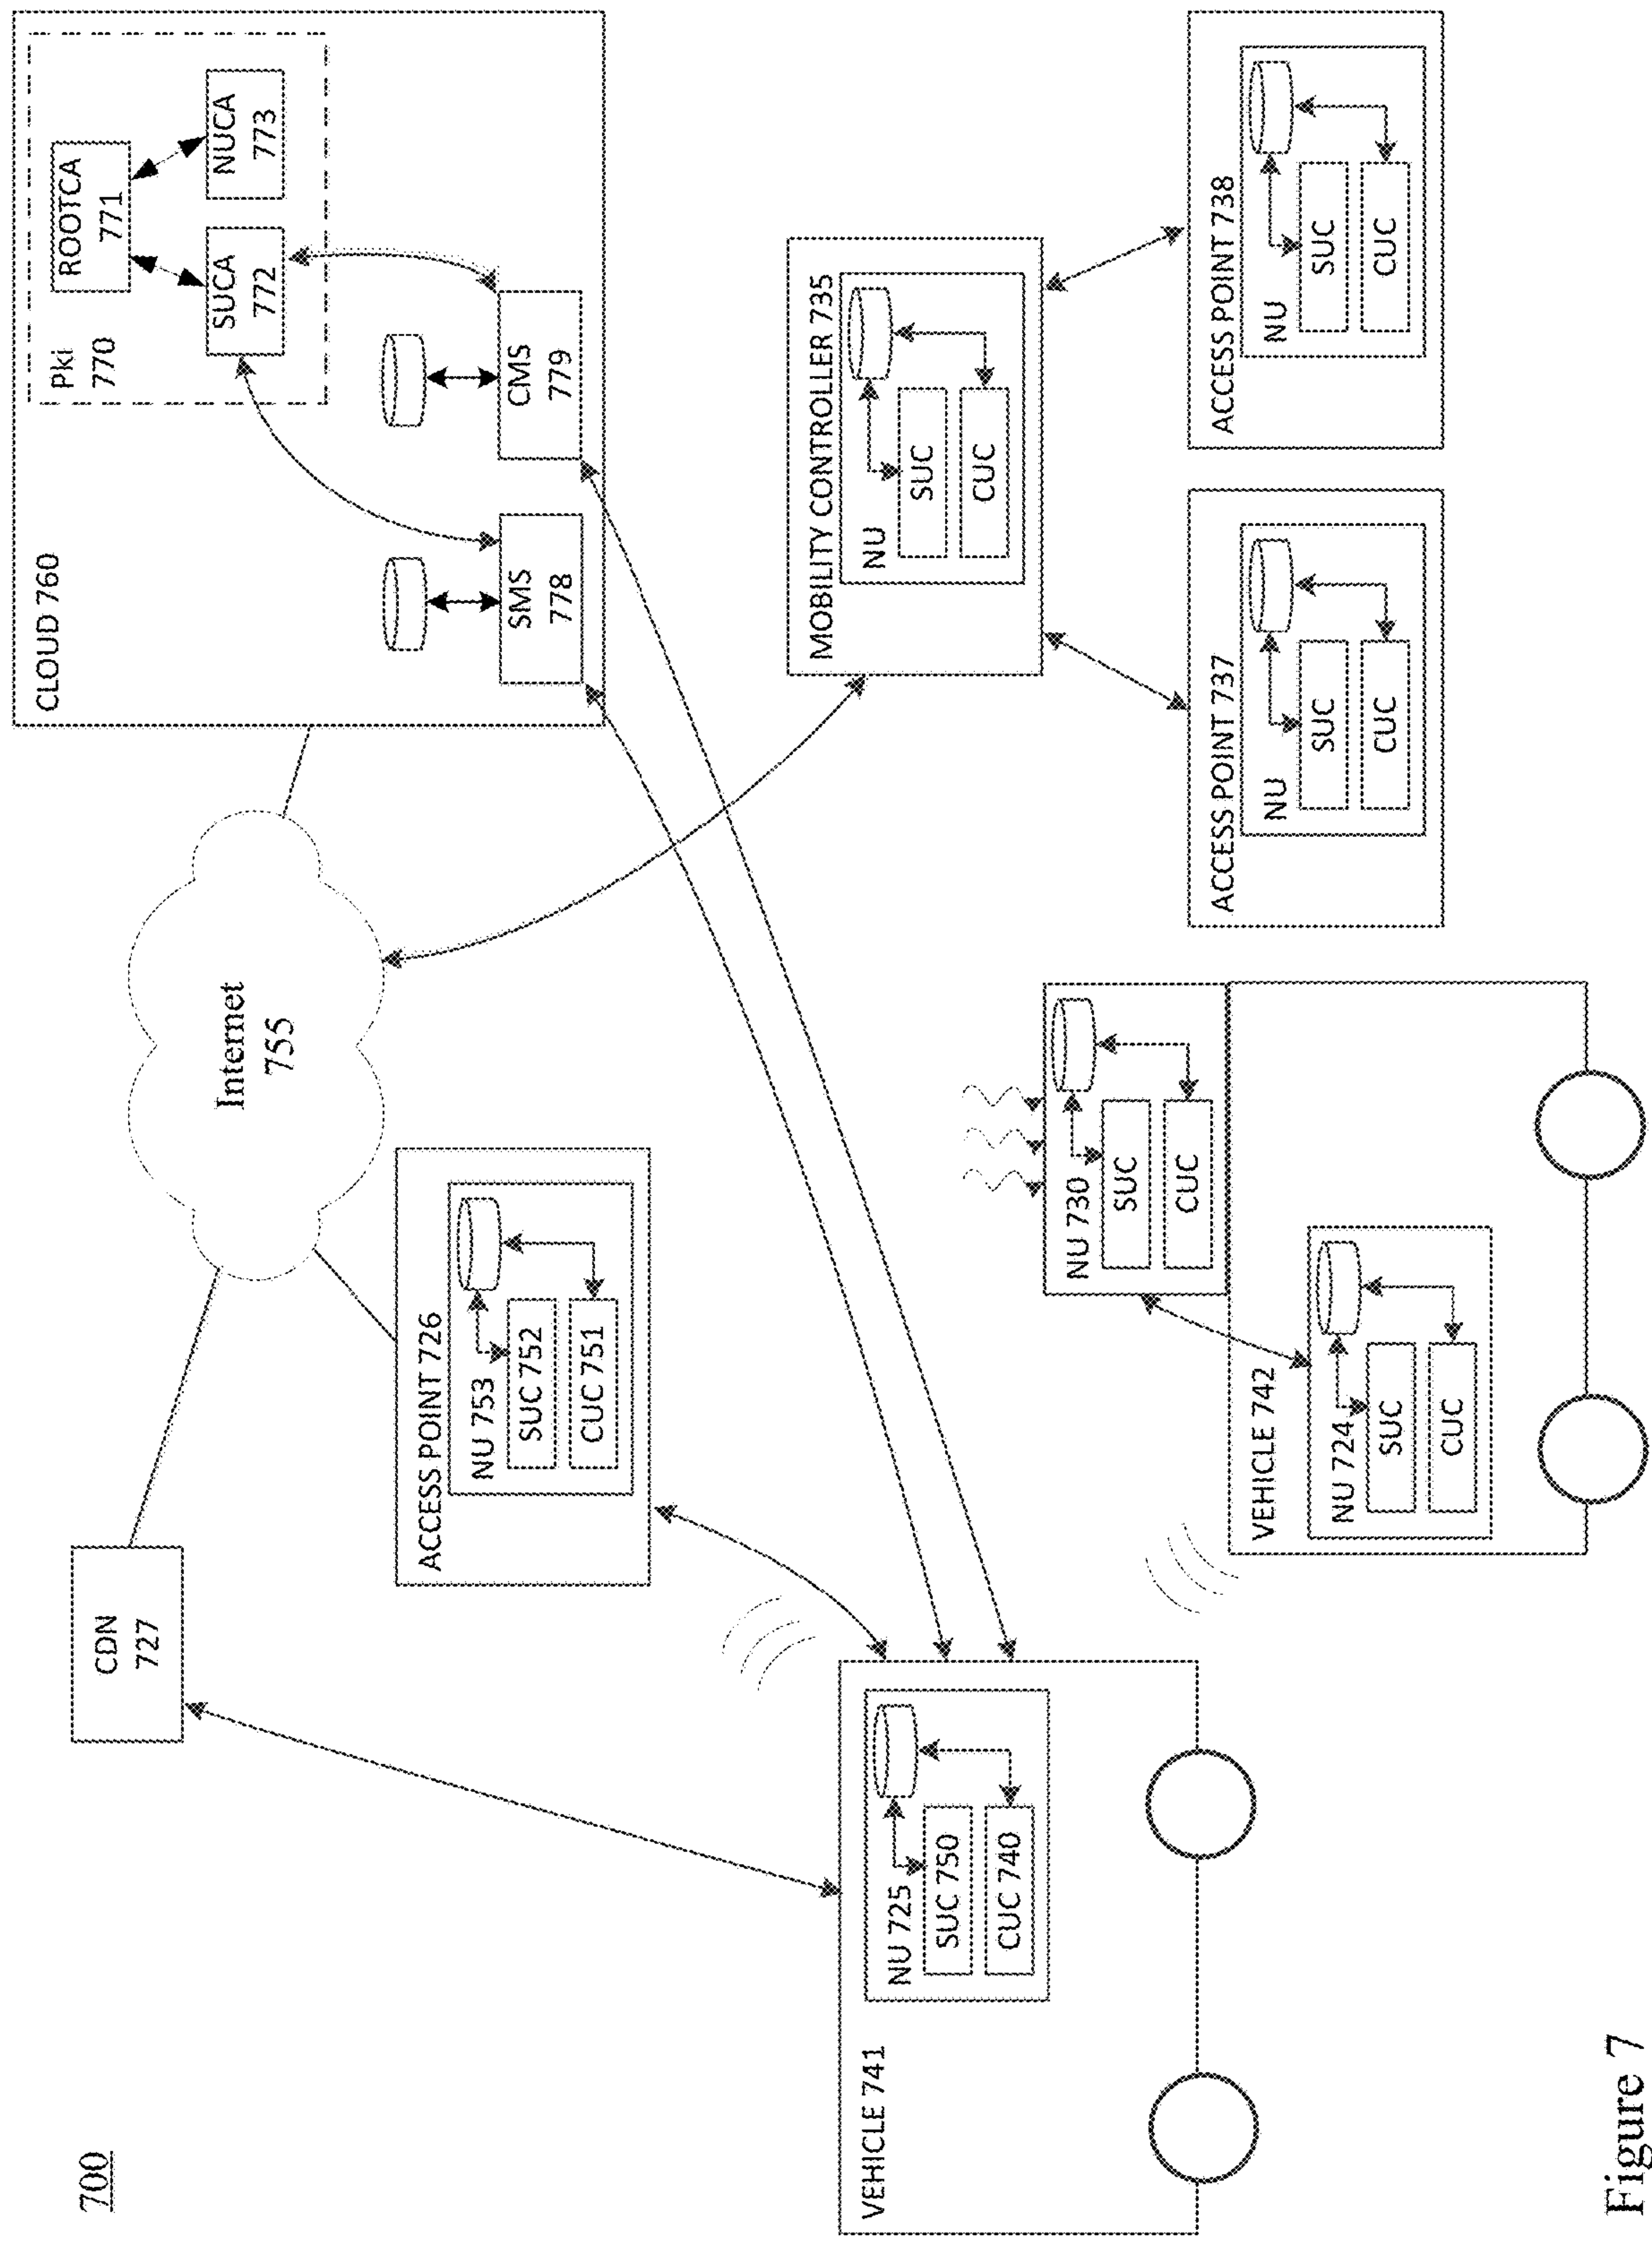 700
CDN
727
Internet
755
CLOUD 760
Pki
770
ROOTCA
771
SUCA
772
NUCA
773
SMS
778
CMS
779
ACCESS POINT 726
NU 753
SUC 752
CUC 751
MOBILITY CONTROLLER 735
NU
SUC
CUC
VEHICLE 741
NU 725
SUC 750
CUC 740
NU 730
SUC
CUC
VEHICLE 742
NU 724
SUC
CUC
ACCESS POINT 737
NU
SUC
CUC
ACCESS POINT 738
NU
SUC
CUC
Figure 7